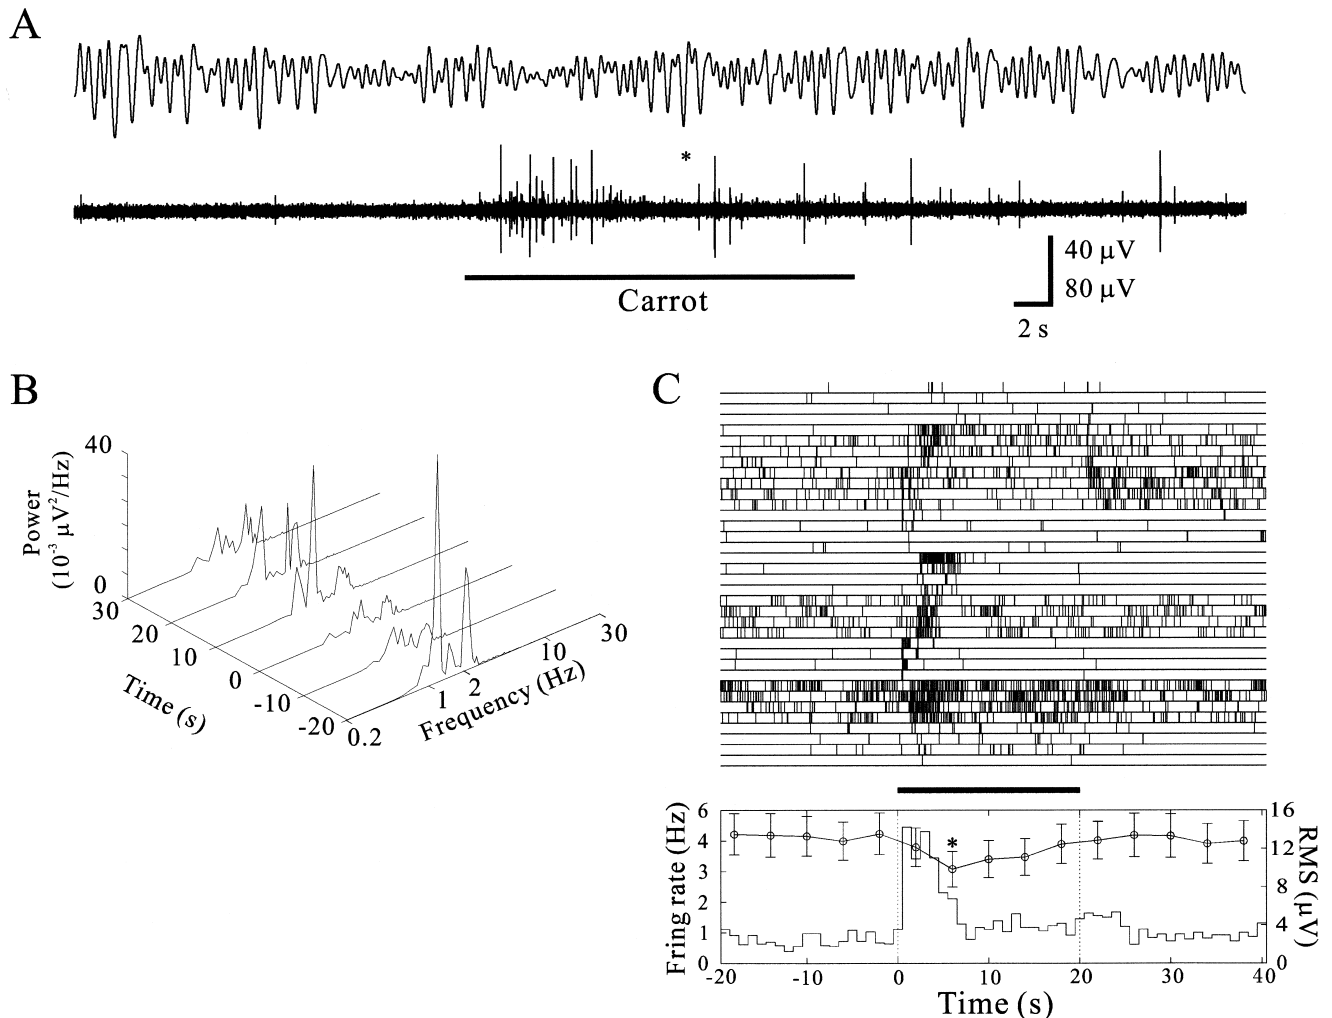 A
*
40 μV
80 μV
Carrot
2 s
B
C
40
Power
(10⁻³ μV²/Hz)
0
30
20
10
0
-10
-20
Time (s)
0.2
1
2
10
30
Frequency (Hz)
6
5
4
3
2
1
0
Fring rate (Hz)
*
16
12
8
4
0
RMS (μV)
-20
-10
0
10
20
30
40
Time (s)